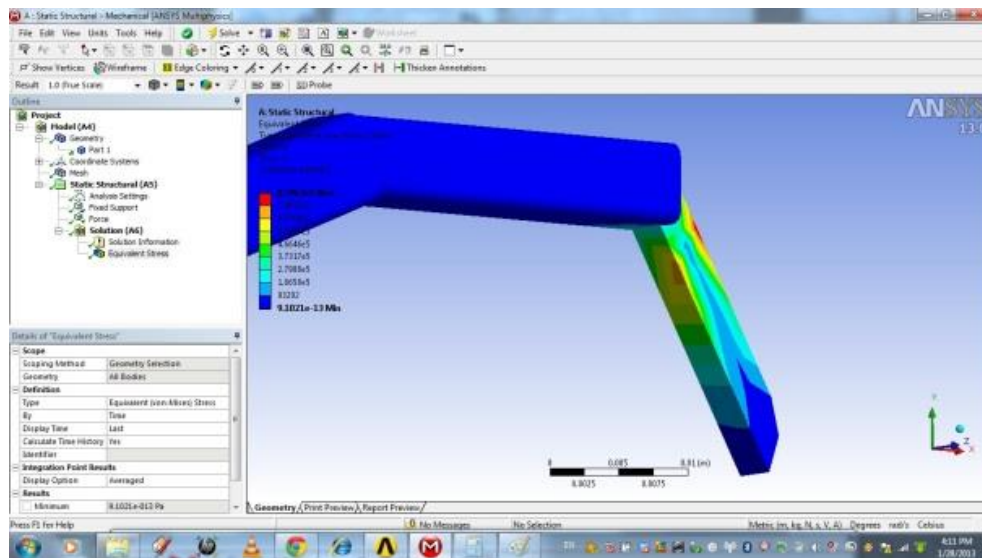 A : Static Structural - Mechanical [ANSYS Multiphysics]
File Edit View Units Tools Help Solve Worksheet
Show Vertices Wireframe Edge Coloring Thicken Annotations
Result 1.0 (True Scale) Probe
Outline
Project
Model (A4)
Geometry
Part 1
Coordinate Systems
Mesh
Static Structural (A5)
Analysis Settings
Fixed Support
Force
Solution (A6)
Solution Information
Equivalent Stress
A: Static Structural
3.7317e5
83282
9.1021e-13 Min
ANSYS
0 0.005 0.01 (m)
0.0025 0.0075
Y
Z
X
Details of "Equivalent Stress"
Scope
Scoping Method Geometry Selection
Geometry All Bodies
Definition
Type Equivalent (von-Mises) Stress
By Time
Display Time Last
Calculate Time History Yes
Identifier
Integration Point Results
Display Option Averaged
Results
Minimum 9.1021e-013 Pa
Geometry Print Preview Report Preview
Press F1 for Help
No Messages No Selection Metric (m, kg, N, s, V, A) Degrees rad/s Celsius
4:11 PM
1/28/2013